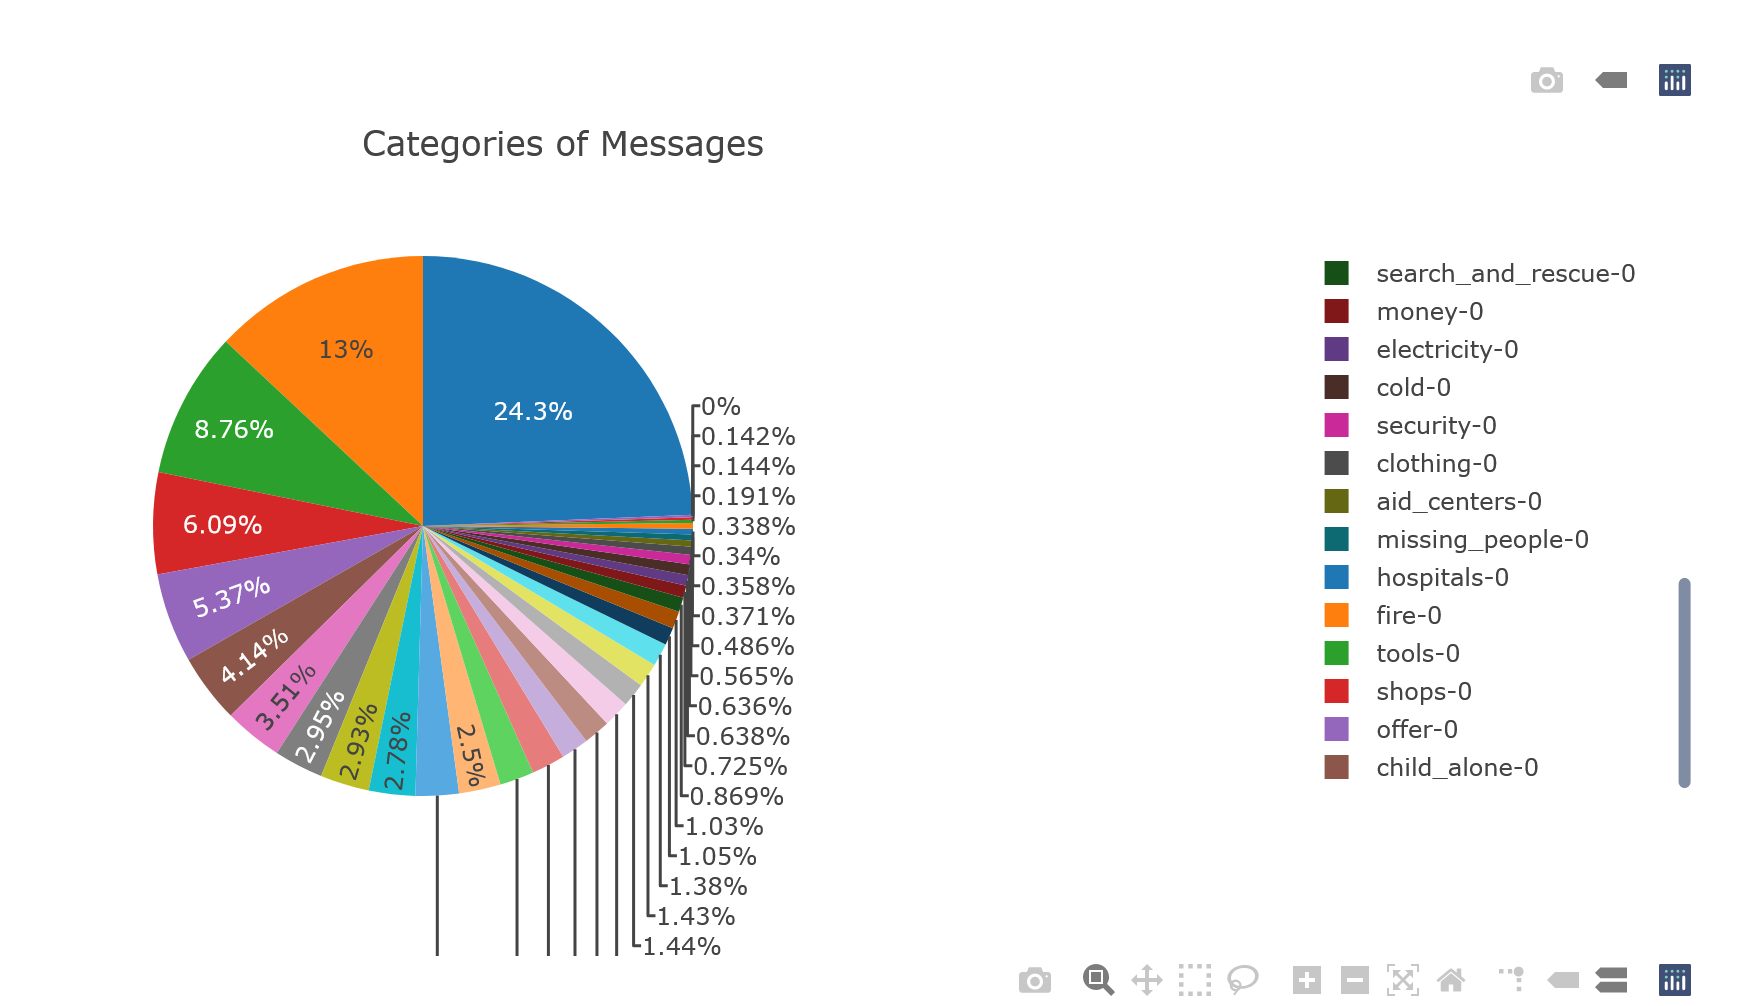 Categories of Messages
24.3%
13%
8.76%
6.09%
5.37%
4.14%
3.51%
2.95%
2.93%
2.78%
2.5%
0%
0.142%
0.144%
0.191%
0.338%
0.34%
0.358%
0.371%
0.486%
0.565%
0.636%
0.638%
0.725%
0.869%
1.03%
1.05%
1.38%
1.43%
1.44%
search_and_rescue-0
money-0
electricity-0
cold-0
security-0
clothing-0
aid_centers-0
missing_people-0
hospitals-0
fire-0
tools-0
shops-0
offer-0
child_alone-0